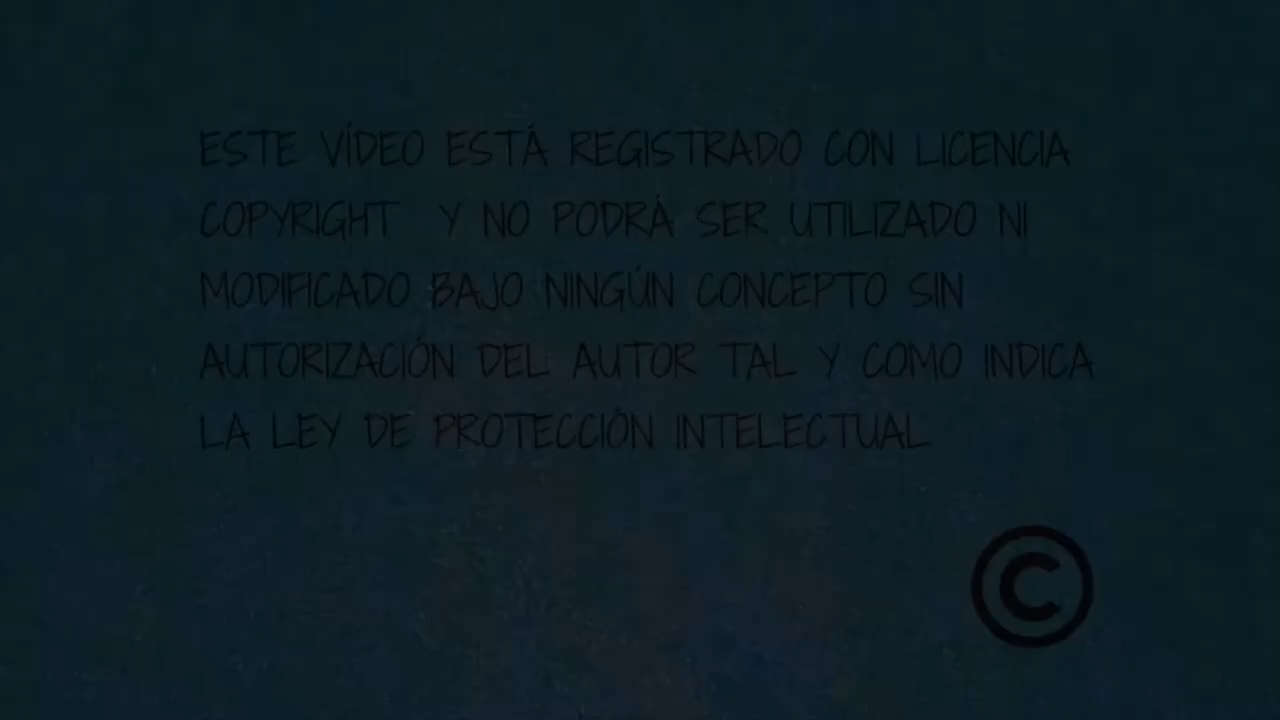 ESTE VÍDEO ESTÁ REGISTRADO CON LICENCIA
COPYRIGHT Y NO PODRÁ SER UTILIZADO NI
MODIFICADO BAJO NINGÚN CONCEPTO SIN
AUTORIZACIÓN DEL AUTOR TAL Y COMO INDICA
LA LEY DE PROTECCIÓN INTELECTUAL
©